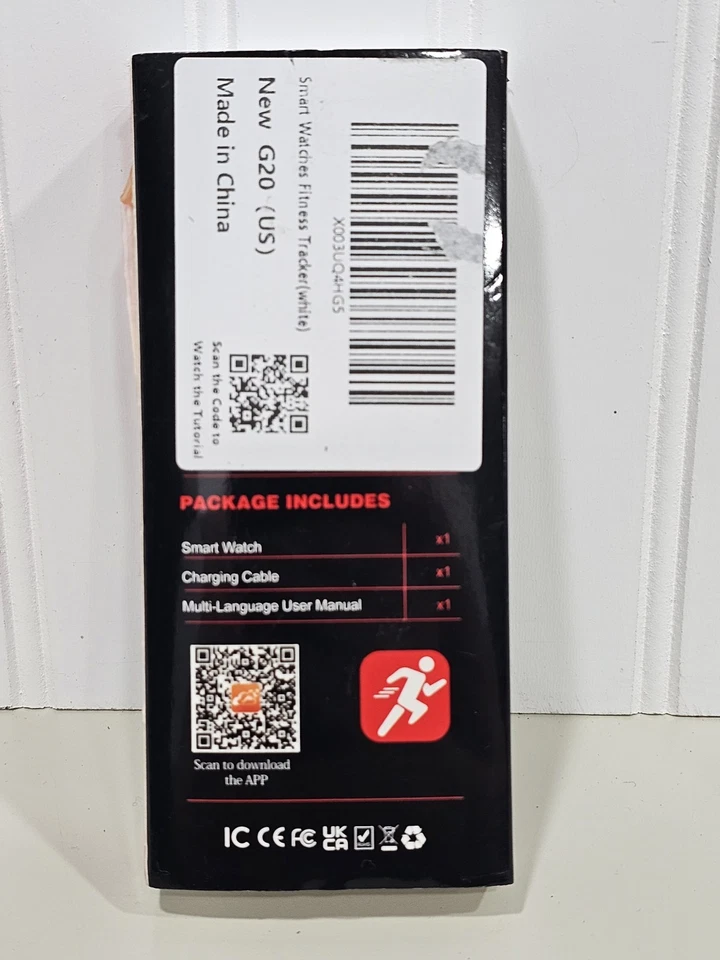 X003UQ4HG5
Smart Watches Fitness Tracker(white)
New G20 (US)
Made in China
Scan the Code to
Watch the Tutorial
PACKAGE INCLUDES
Smart Watch x1
Charging Cable x1
Multi-Language User Manual x1
Scan to download
the APP
IC CE FC UK CA